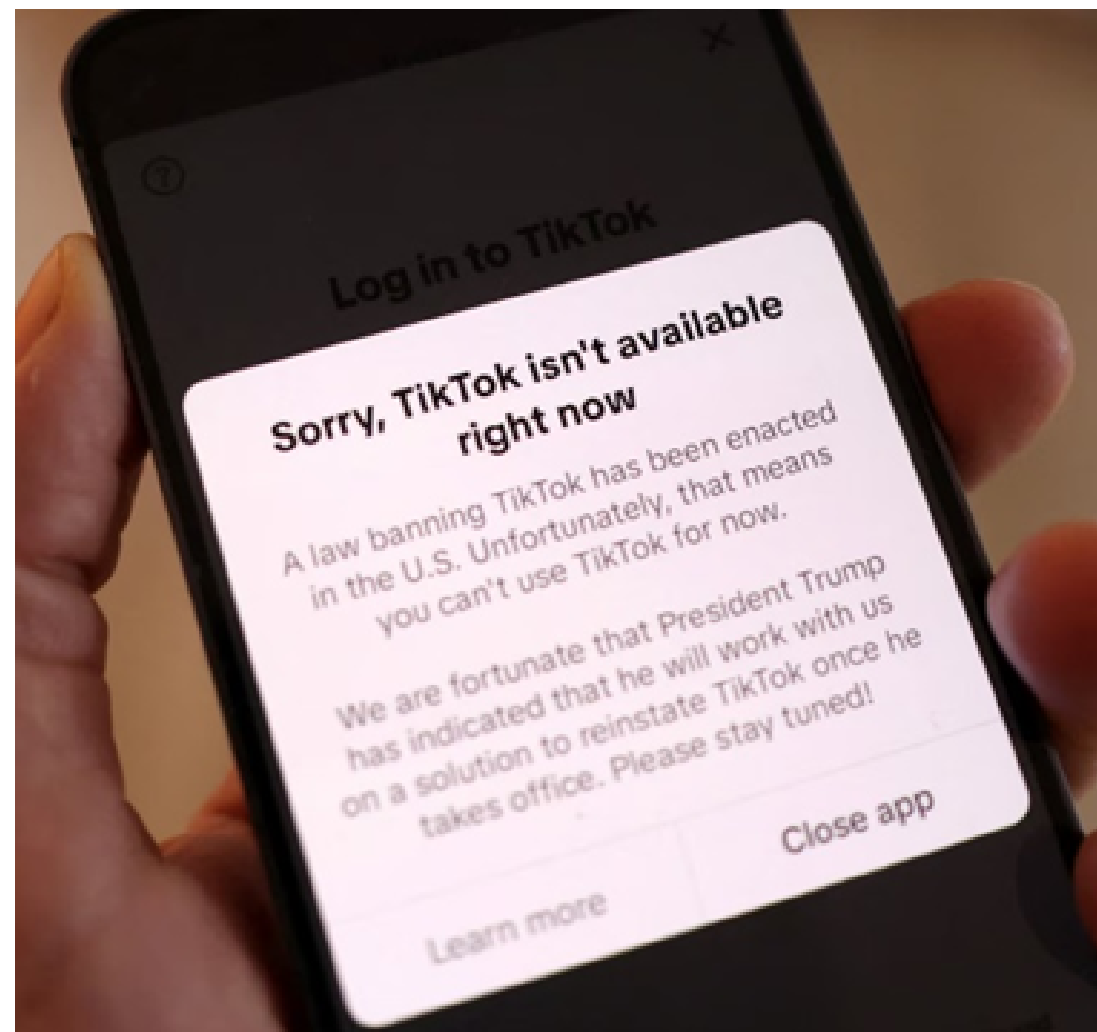 Log in to TikTok
Sorry, TikTok isn't available
right now
A law banning TikTok has been enacted
in the U.S. Unfortunately, that means
you can't use TikTok for now.
We are fortunate that President Trump
has indicated that he will work with us
on a solution to reinstate TikTok once he
takes office. Please stay tuned!
Learn more
Close app